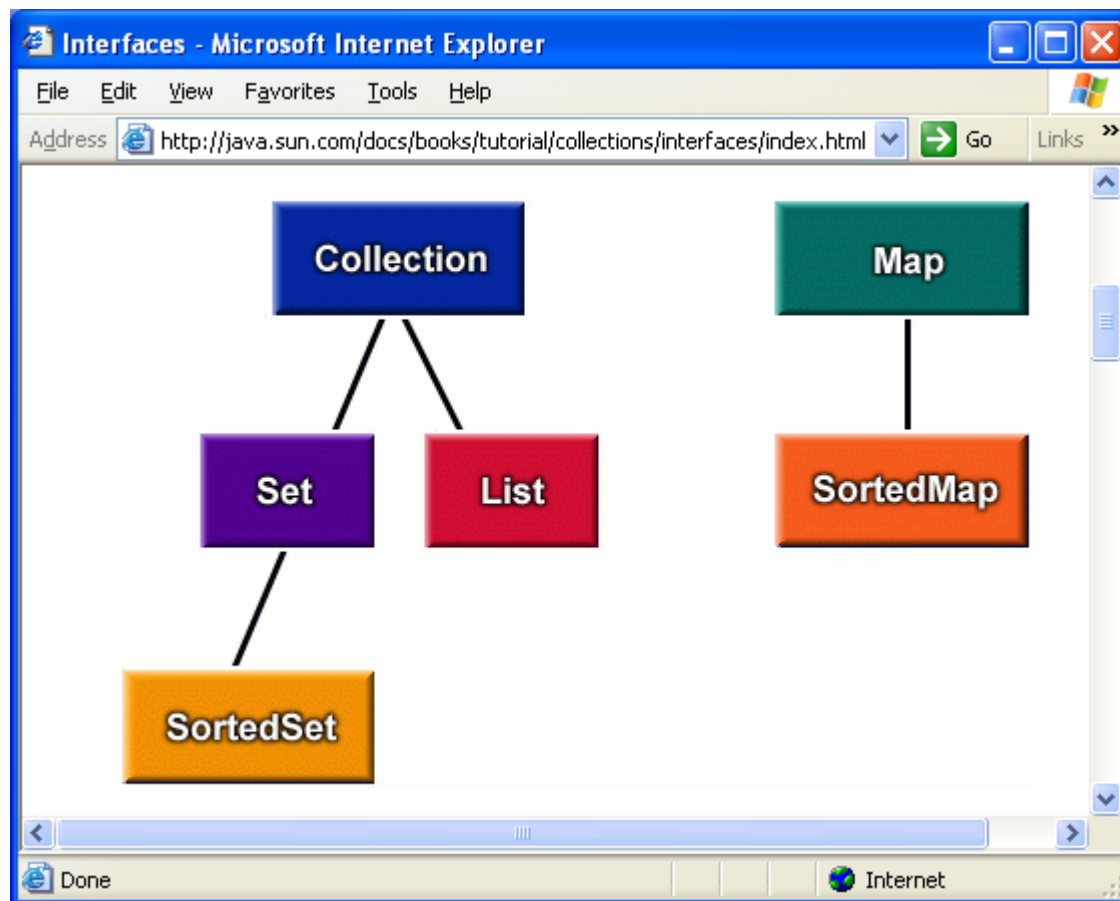 Interfaces - Microsoft Internet Explorer
File Edit View Favorites Tools Help
Address http://java.sun.com/docs/books/tutorial/collections/interfaces/index.html Go Links »
Collection Map
Set List SortedMap
SortedSet
Done Internet